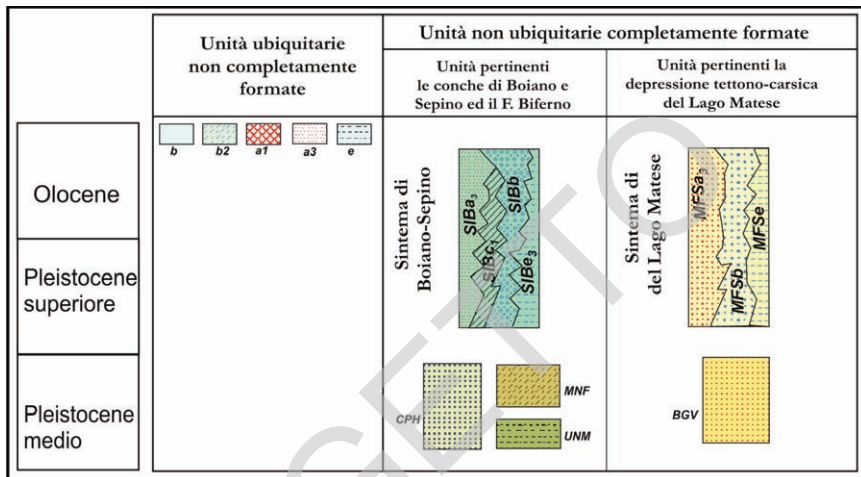 Unità ubiquitarie
non completamente
formate
Unità non ubiquitarie completamente formate
Unità pertinenti
le conche di Boiano e
Sepino ed il F. Biferno
Unità pertinenti la
depressione tettono-carsica
del Lago Matese
b
b2
a1
a3
e
Olocene
Pleistocene
superiore
Pleistocene
medio
Sintema di
Boiano-Sepino
SIBa3
SIBc1
SIBb
SIBe3
Sintema di
del Lago Matese
MFSa3
MFSb
MFSe
CPH
MNF
UNM
BGV
GETTO